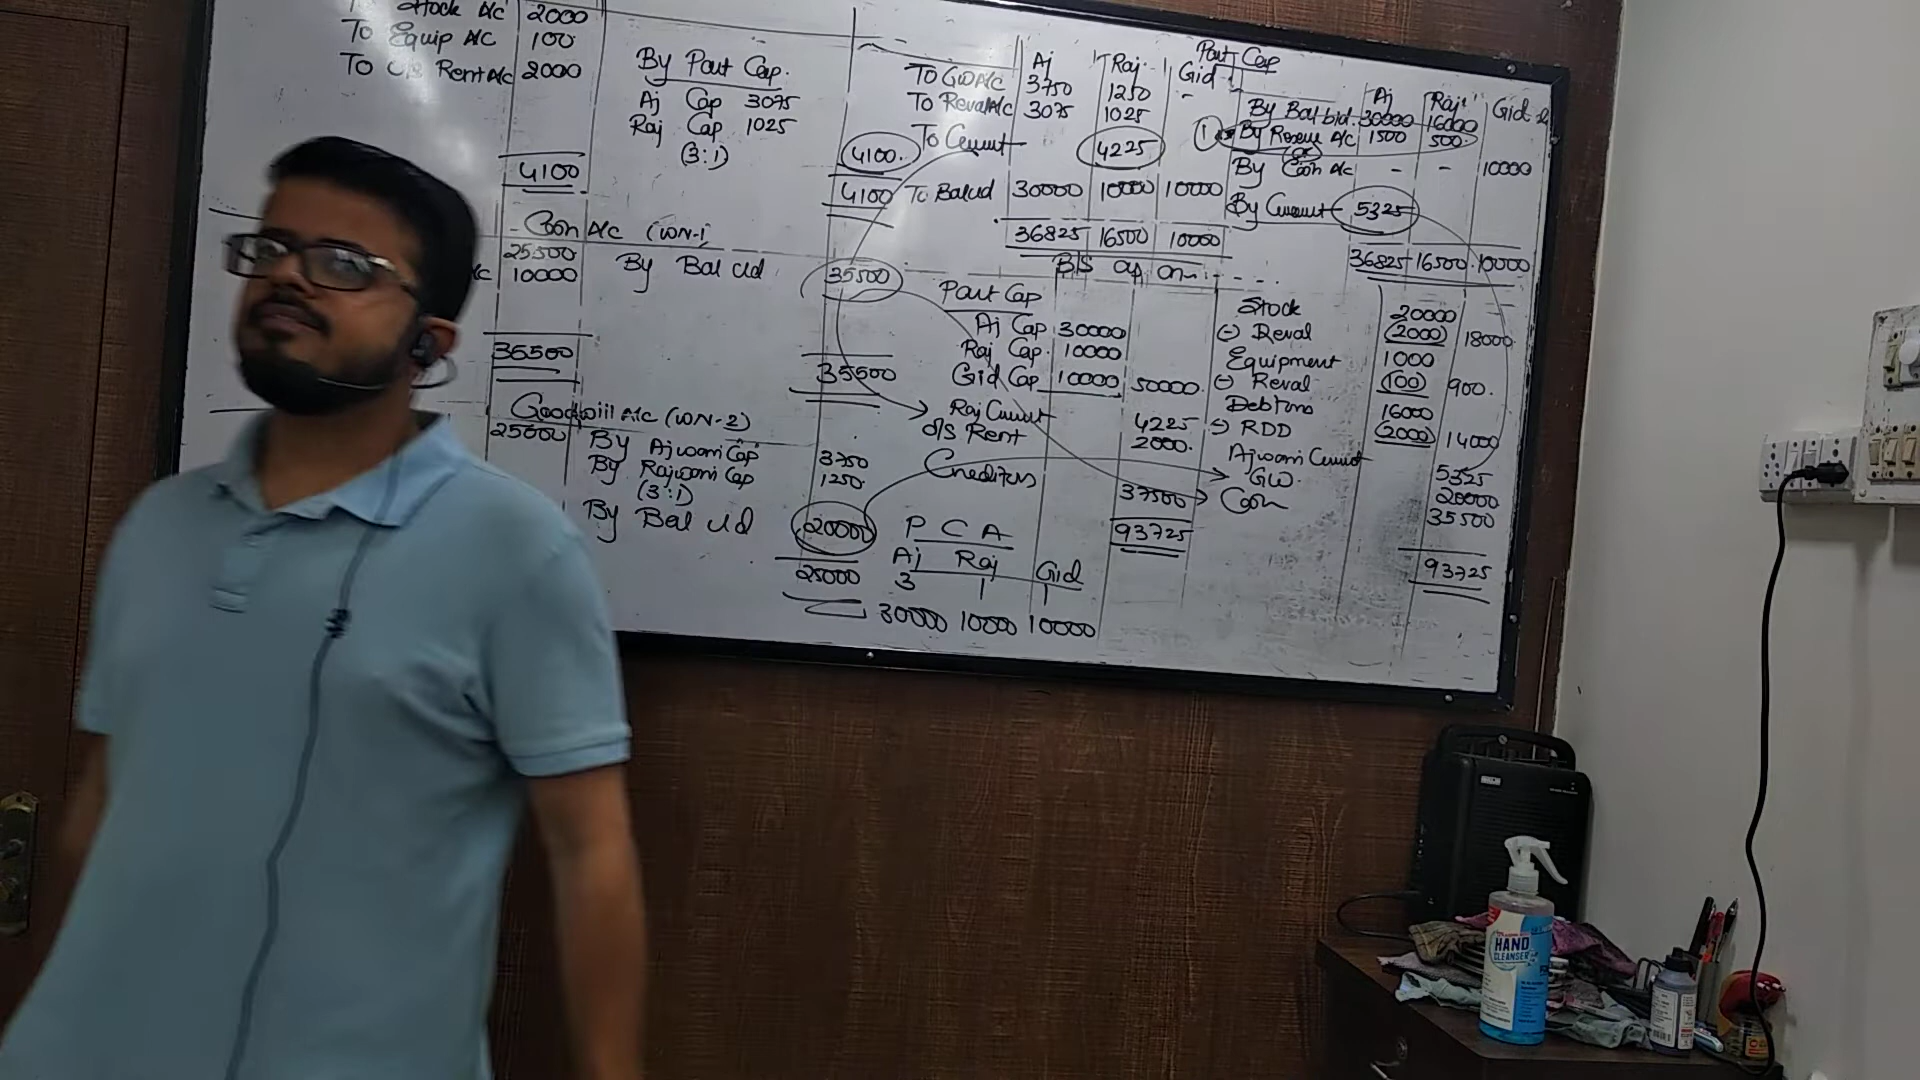 Stock A/c 2000
To Equip A/c 100
To O/s Rent A/c 2000
4100
By Part Cap.
Aj Cap 3075
Raj Cap 1025
(3:1)
4100.
4100
Cash A/c (WN-1)
25500
10000
By Bal c/d 35500
35500
35500
Goodwill A/c (WN-2)
25000
By Ajwani Cap 3750
By Rajwani Cap 1250
(3:1)
By Bal c/d 20000
25000
Part Cap
Aj Raj. Gid
To GW A/c 3750 1250 -
To Reval A/c 3075 1025
To Current 4225
To Bal c/d 30000 10000 10000
36825 16500 10000
Aj Raj Gid
By Bal b/d. 30000 16000
1 By Reserve A/c 1500 500
By Cash A/c - - 10000
By Current 5325
36825 16500 10000
B/S as on
Part Cap
Aj Cap 30000
Raj Cap. 10000
Gid Cap 10000 50000
Raj Current 4225
O/S Rent 2000.
Creditors 37500
93725
Stock 20000
(-) Reval (2000) 18000
Equipment 1000
(-) Reval (100) 900.
Debtors 16000
(-) RDD (2000) 14000
Ajwani Current 5325
GW. 20000
Cash 35500
93725
P C A
Aj Raj Gid
3 1 1
30000 10000 10000
HAND
CLEANSER